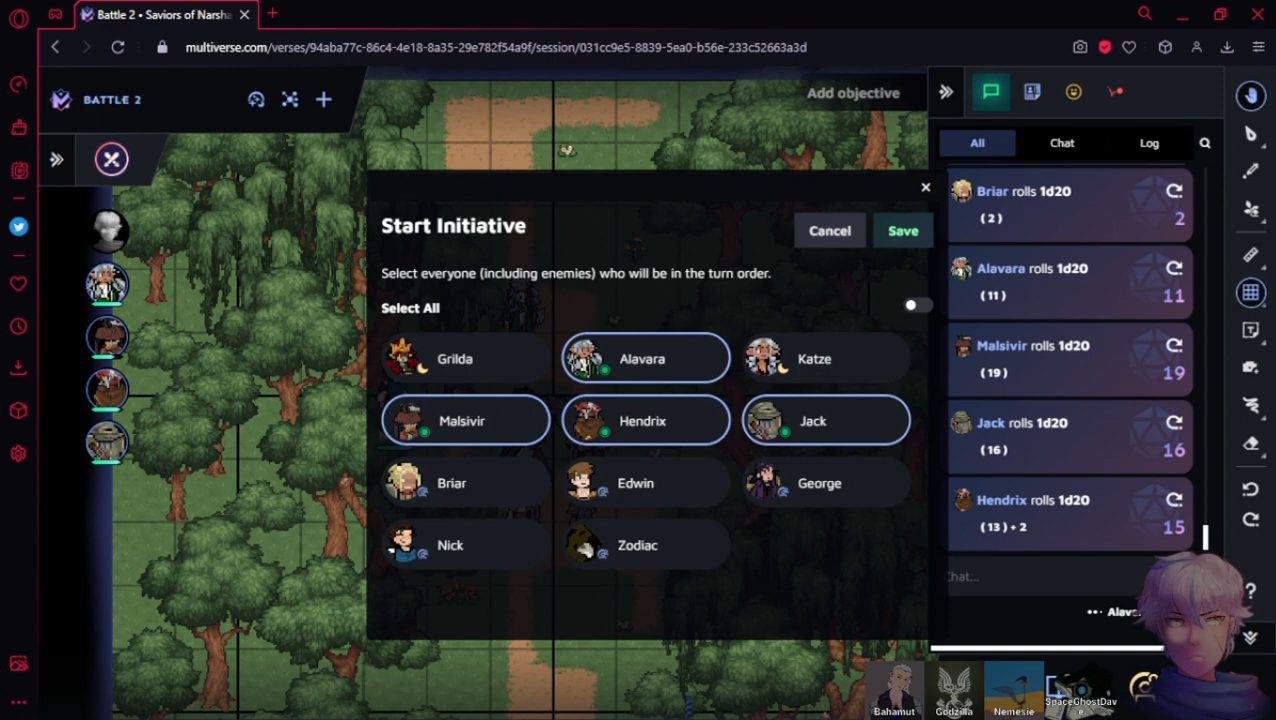 Battle 2 • Saviors of Narsha
multiverse.com/verses/94aba77c-86c4-4e18-8a35-29e782f54a9f/session/031cc9e5-8839-5ea0-b56e-233c52663a3d
BATTLE 2
Add objective
All
Chat
Log
Start Initiative
Cancel
Save
Select everyone (including enemies) who will be in the turn order.
Select All
Grilda
Alavara
Katze
Malsivir
Hendrix
Jack
Briar
Edwin
George
Nick
Zodiac
Briar rolls 1d20
(2)
2
Alavara rolls 1d20
(11)
11
Malsivir rolls 1d20
(19)
19
Jack rolls 1d20
(16)
16
Hendrix rolls 1d20
(13) + 2
15
Chat...
Alava
Bahamut
Godzilla
Nemesie
SpaceGhostDav
e